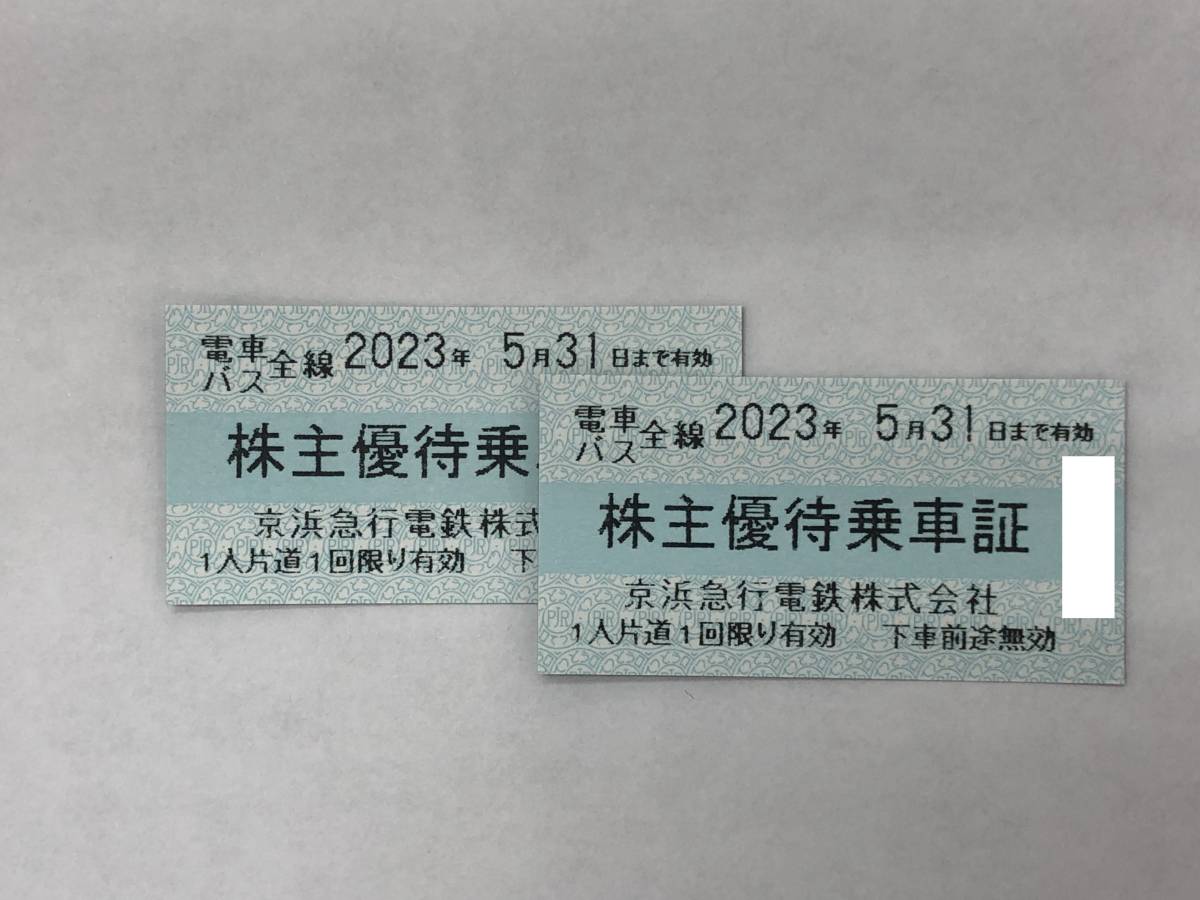 電車バス全線 2023年 5月31日まで有効
株主優待乗
京浜急行電鉄株式
1人片道1回限り有効 下
電車バス全線 2023年 5月31日まで有効
株主優待乗車証
京浜急行電鉄株式会社
1人片道1回限り有効 下車前途無効